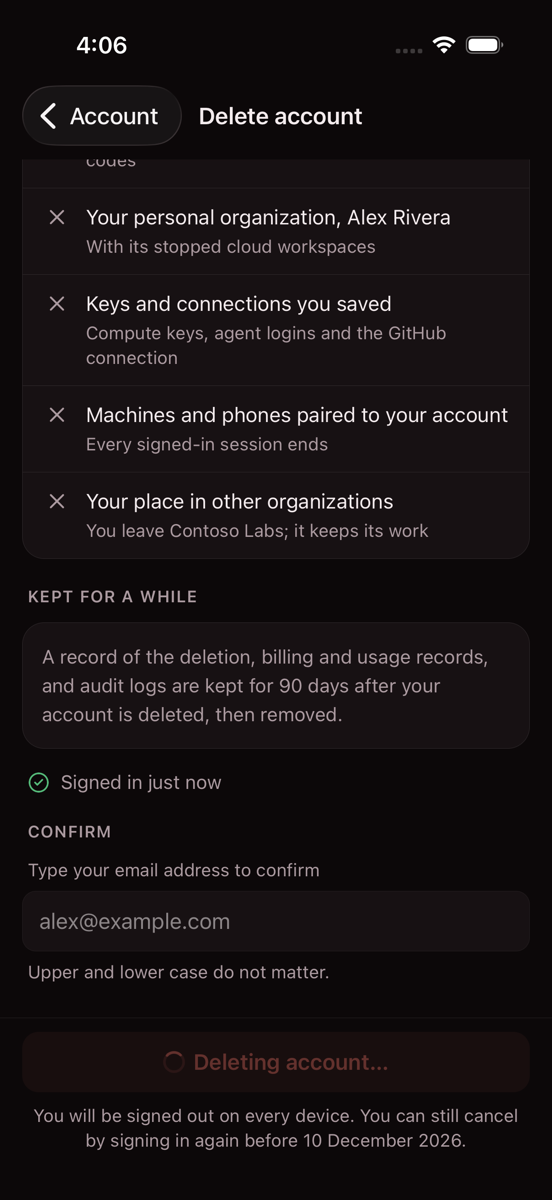 4:06
Account
Delete account
codes
Your personal organization, Alex Rivera
With its stopped cloud workspaces
Keys and connections you saved
Compute keys, agent logins and the GitHub
connection
Machines and phones paired to your account
Every signed-in session ends
Your place in other organizations
You leave Contoso Labs; it keeps its work
KEPT FOR A WHILE
A record of the deletion, billing and usage records,
and audit logs are kept for 90 days after your
account is deleted, then removed.
Signed in just now
CONFIRM
Type your email address to confirm
alex@example.com
Upper and lower case do not matter.
Deleting account...
You will be signed out on every device. You can still cancel
by signing in again before 10 December 2026.